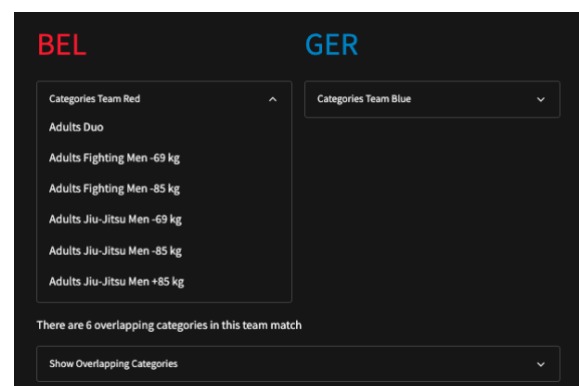 BEL
GER
Categories Team Red
Categories Team Blue
Adults Duo
Adults Fighting Men -69 kg
Adults Fighting Men -85 kg
Adults Jiu-Jitsu Men -69 kg
Adults Jiu-Jitsu Men -85 kg
Adults Jiu-Jitsu Men +85 kg
There are 6 overlapping categories in this team match
Show Overlapping Categories